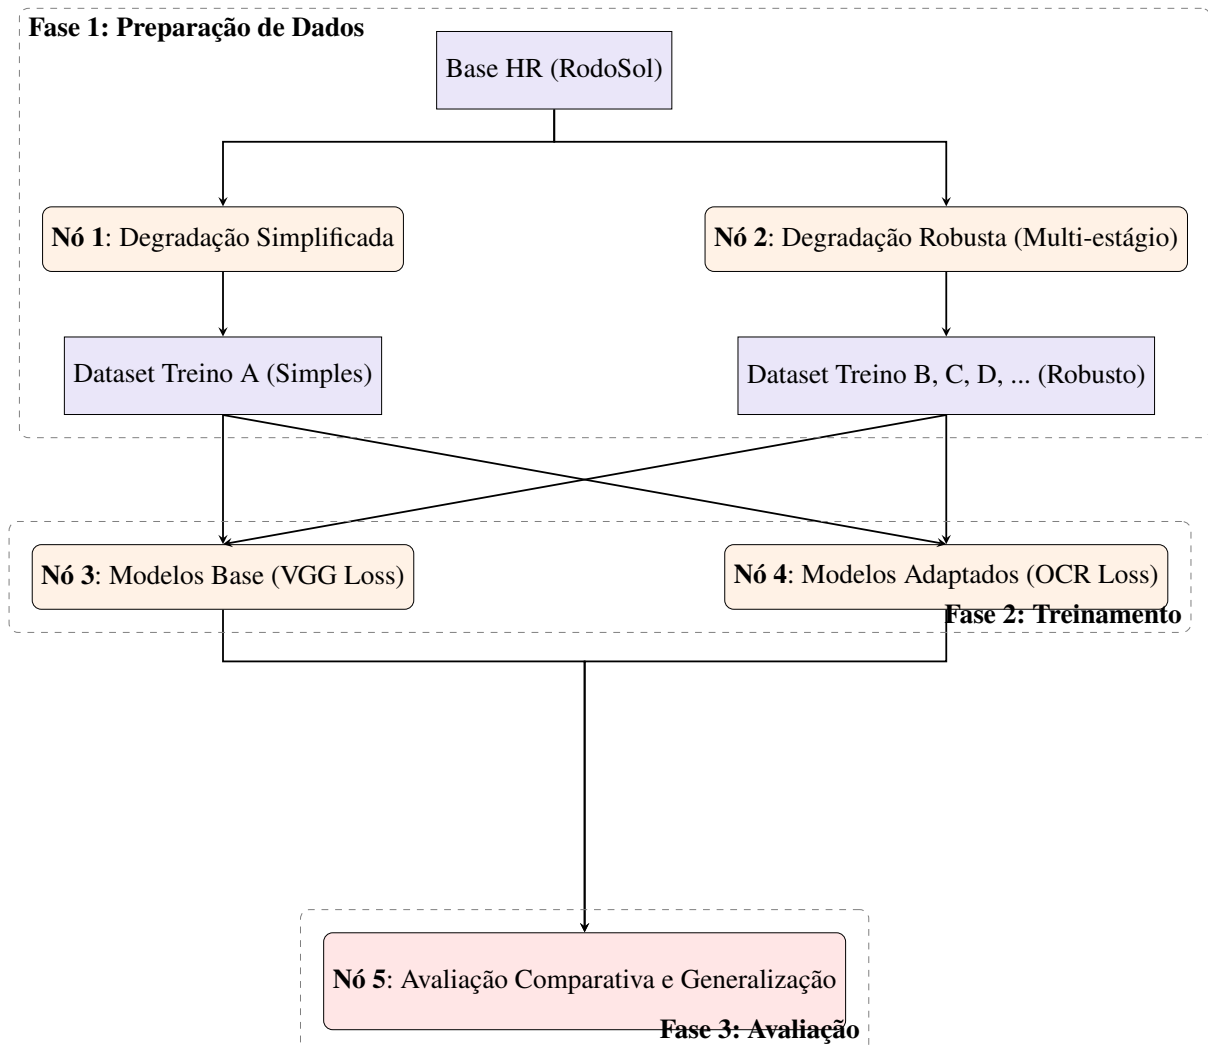 Fase 1: Preparação de Dados
Base HR (RodoSol)
Nó 1: Degradação Simplificada
Nó 2: Degradação Robusta (Multi-estágio)
Dataset Treino A (Simples)
Dataset Treino B, C, D, ... (Robusto)
Nó 3: Modelos Base (VGG Loss)
Nó 4: Modelos Adaptados (OCR Loss)
Fase 2: Treinamento
Nó 5: Avaliação Comparativa e Generalização
Fase 3: Avaliação